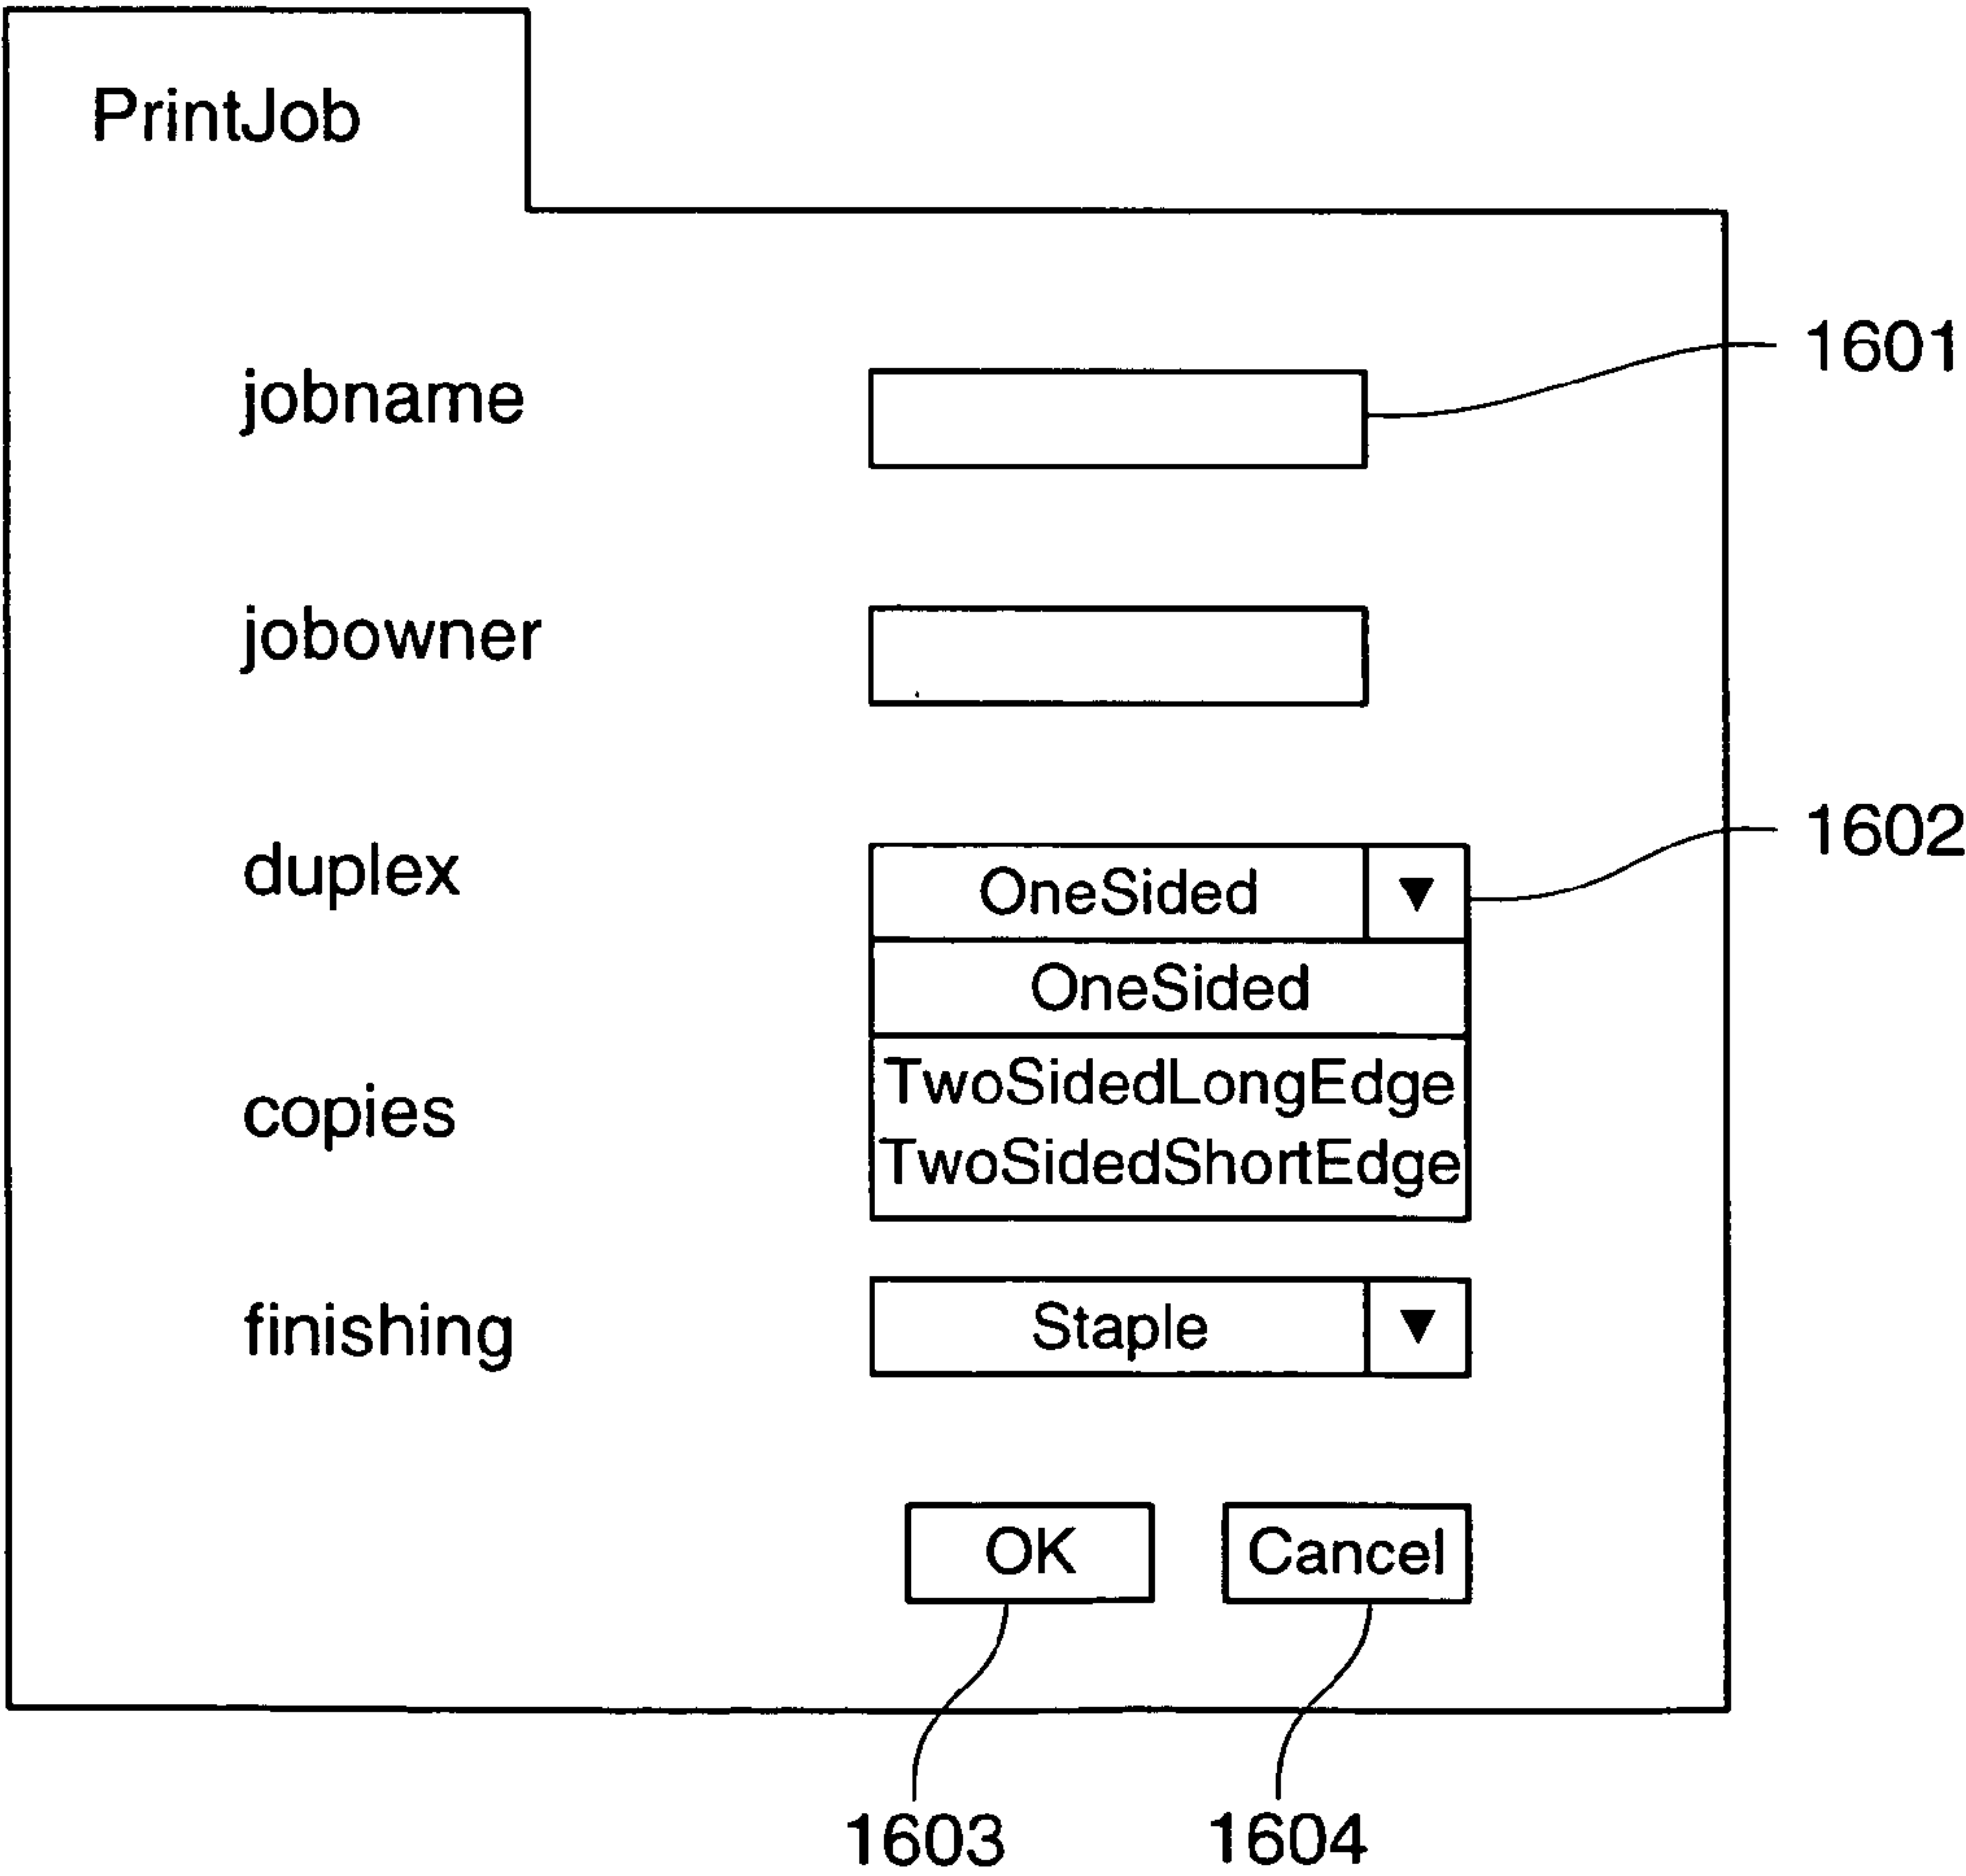 PrintJob
jobname
1601
jobowner
duplex
OneSided
1602
OneSided
copies
TwoSidedLongEdge
TwoSidedShortEdge
finishing
Staple
OK
Cancel
1603
1604